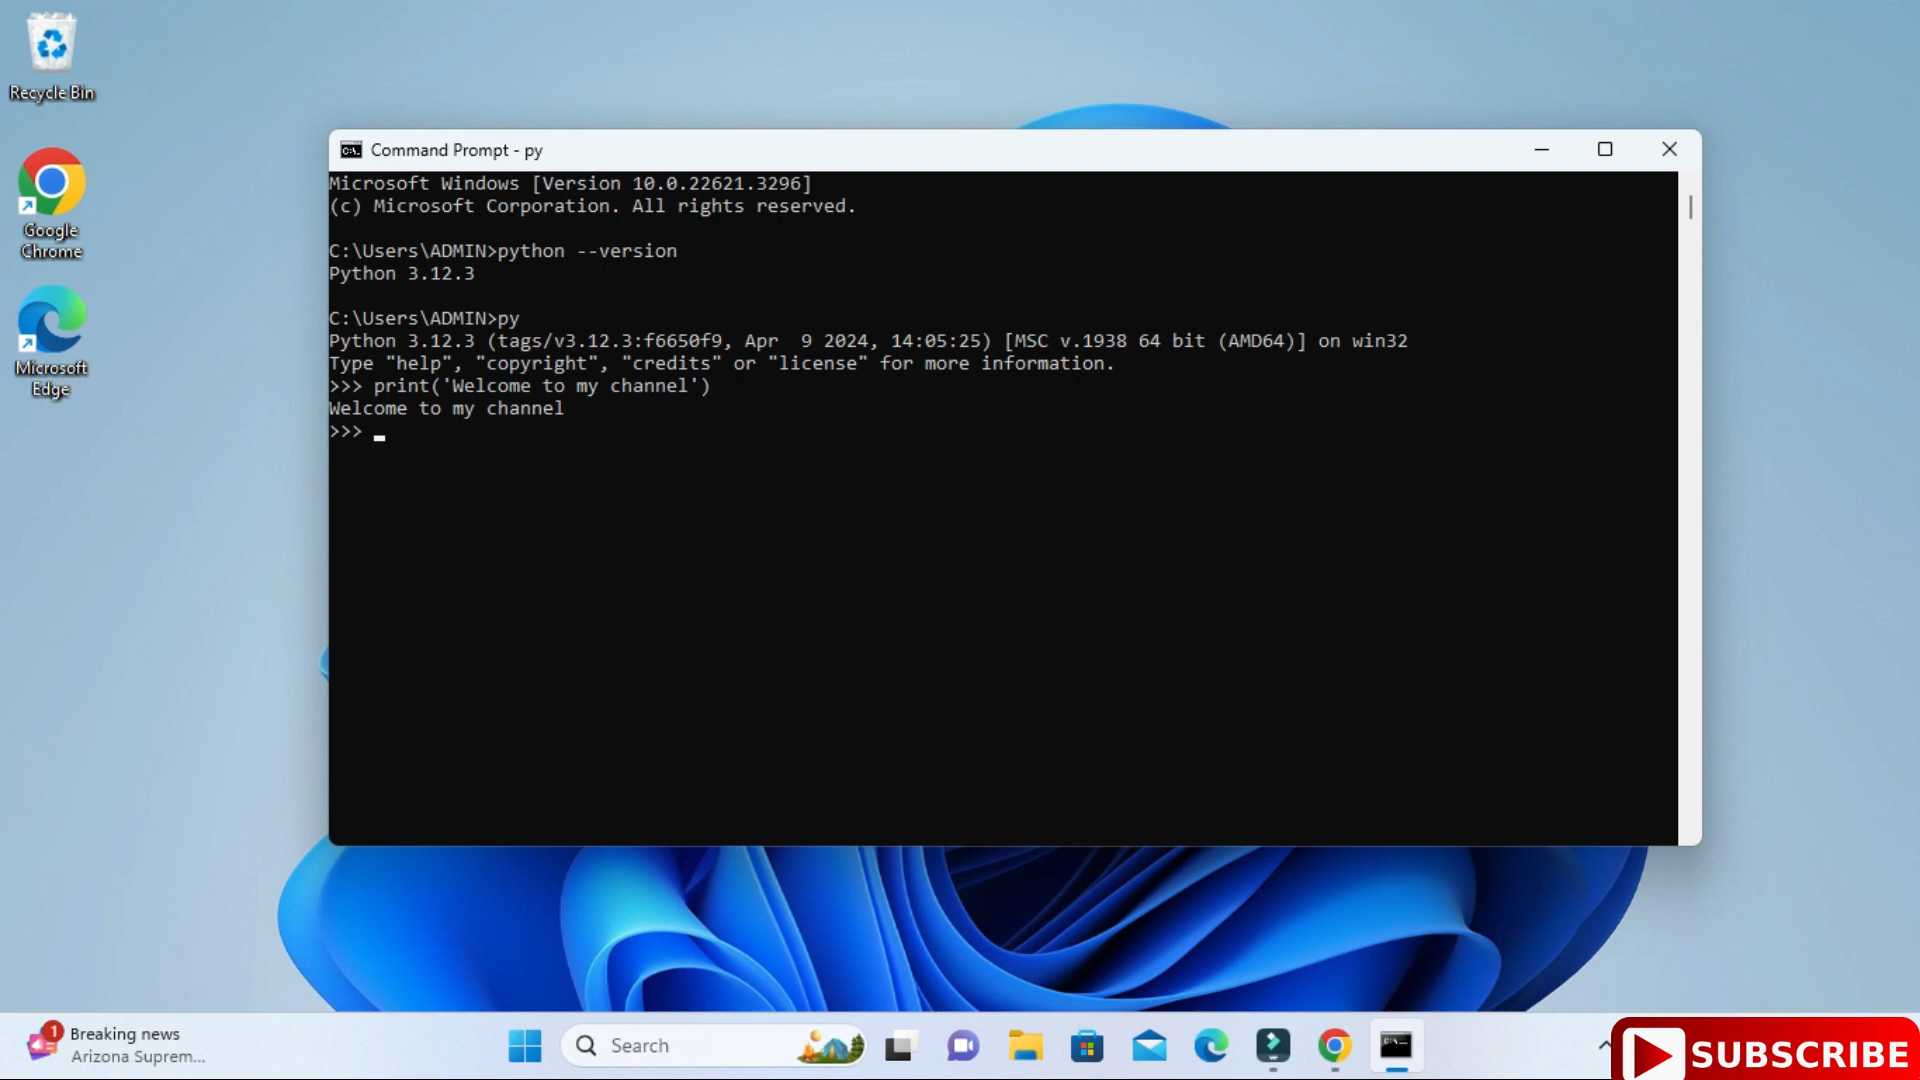 Recycle Bin
Google
Chrome
Microsoft
Edge
Command Prompt - py
Microsoft Windows [Version 10.0.22621.3296]
(c) Microsoft Corporation. All rights reserved.
C:\Users\ADMIN>python --version
Python 3.12.3
C:\Users\ADMIN>py
Python 3.12.3 (tags/v3.12.3:f6650f9, Apr  9 2024, 14:05:25) [MSC v.1938 64 bit (AMD64)] on win32
Type "help", "copyright", "credits" or "license" for more information.
>>> print('Welcome to my channel')
Welcome to my channel
>>>
1
Breaking news
Arizona Suprem...
Search
SUBSCRIBE